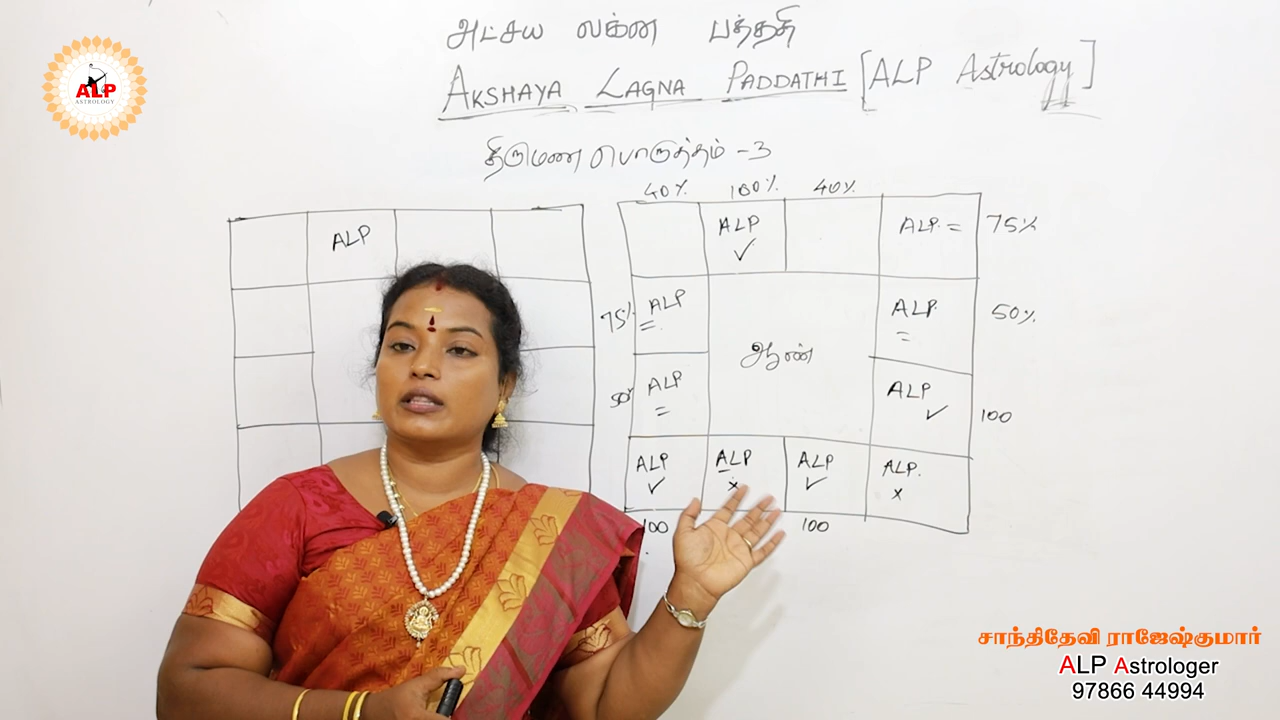 அட்சய லக்ன பத்ததி
AKSHAYA LAGNA PADDATHI [ALP Astrology]
ALP
ASTROLOGY
திருமண பொருத்தம் - 3
40% 100% 40%
ALP
ALP ✓
ALP = 75%
75% ALP =
ALP = 50%
ஆண்
50% ALP =
ALP ✓ 100
ALP ✓
ALP ×
ALP ✓
ALP. ×
100
100
சாந்திதேவி ராஜேஷ்குமார்
ALP Astrologer
97866 44994